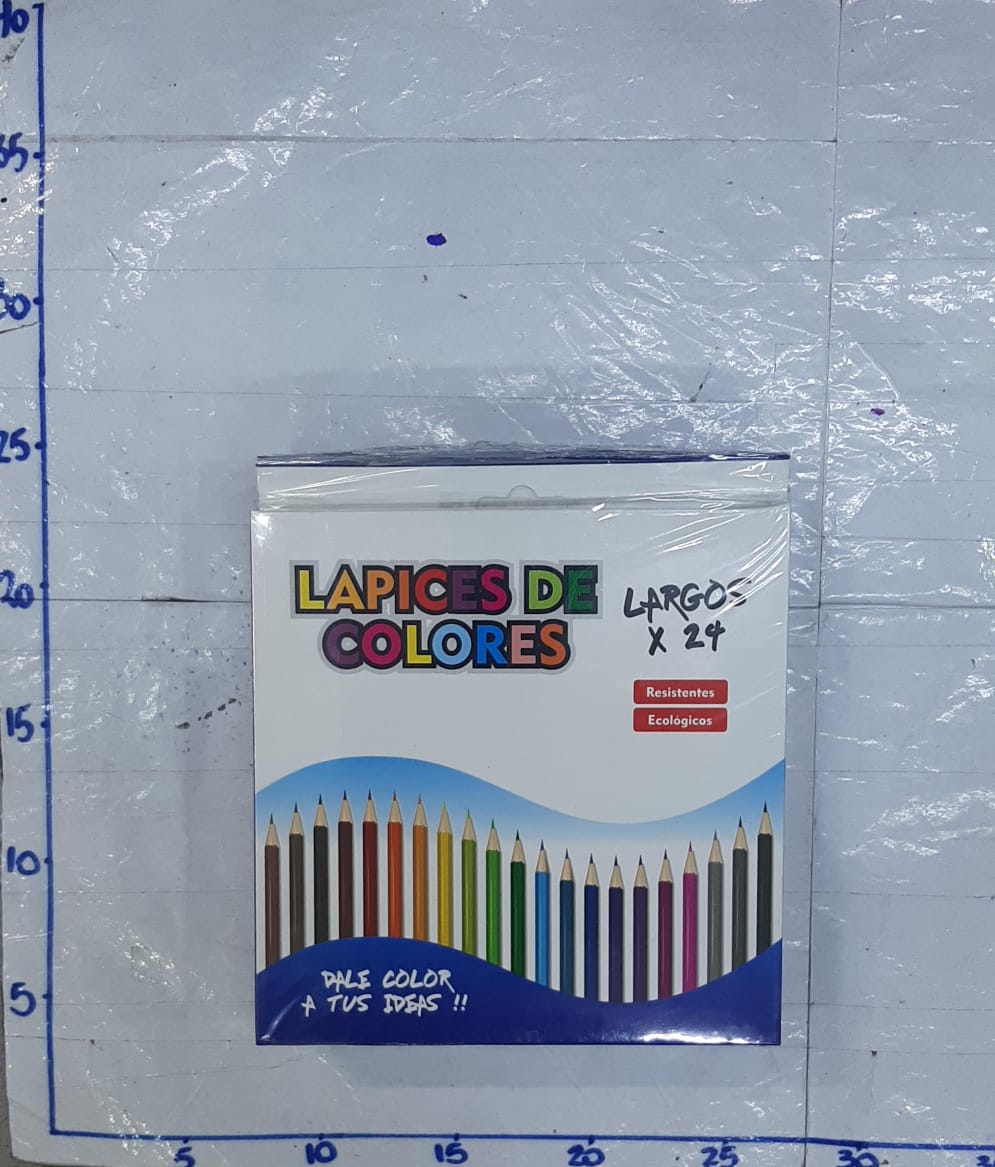 40
35
30
25
20
15
10
5
LAPICES DE
COLORES
LARGOS
X 24
Resistentes
Ecológicos
DALE COLOR
A TUS IDEAS !!
5
10
15
20
25
30